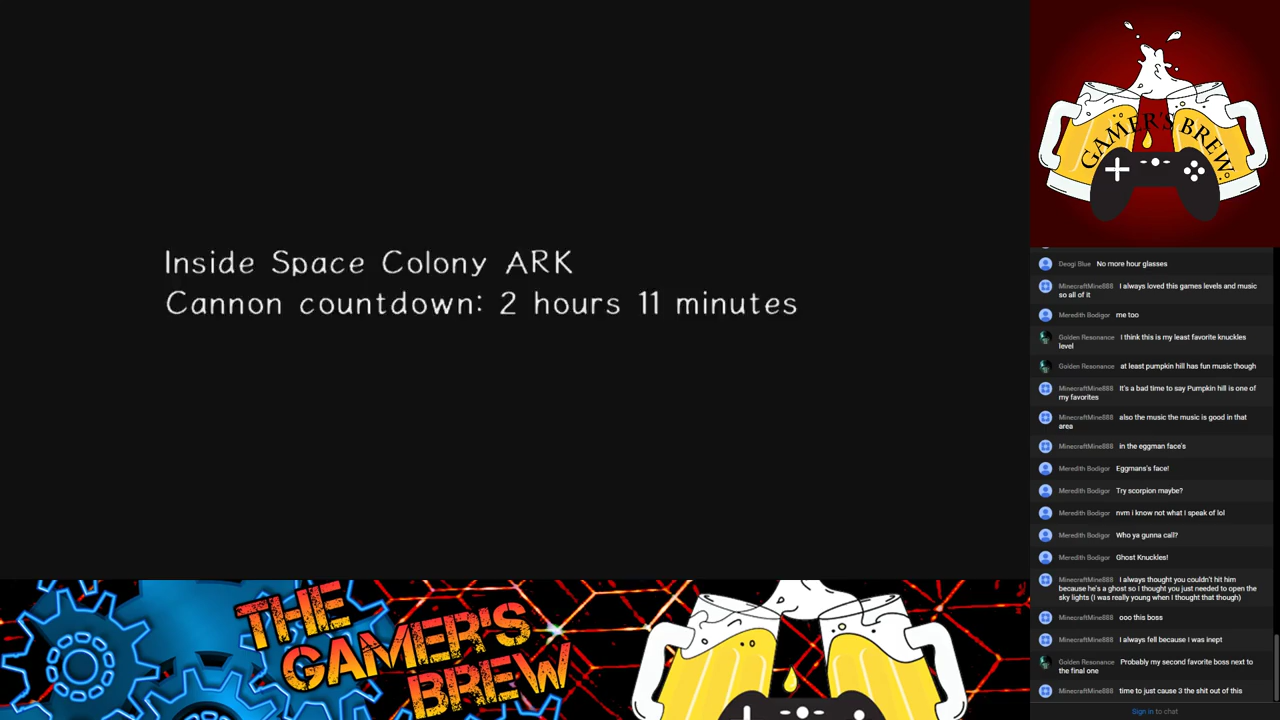 Inside Space Colony ARK
Cannon countdown: 2 hours 11 minutes
GAMER'S BREW
Deogi Blue No more hour glasses
MinecraftMine888 I always loved this games levels and music
so all of it
Meredith Bodigor me too
Golden Resonance I think this is my least favorite knuckles
level
Golden Resonance at least pumpkin hill has fun music though
MinecraftMine888 It's a bad time to say Pumpkin hill is one of
my favorites
MinecraftMine888 also the music the music is good in that
area
MinecraftMine888 in the eggman face's
Meredith Bodigor Eggmans's face!
Meredith Bodigor Try scorpion maybe?
Meredith Bodigor nvm i know not what I speak of lol
Meredith Bodigor Who ya gunna call?
Meredith Bodigor Ghost Knuckles!
MinecraftMine888 I always thought you couldn't hit him
because he's a ghost so I thought you just needed to open the
sky lights (I was really young when I thought that though)
MinecraftMine888 ooo this boss
MinecraftMine888 I always fell because I was inept
Golden Resonance Probably my second favorite boss next to
the final one
MinecraftMine888 time to just cause 3 the shit out of this
Sign in to chat
THE
GAMER'S
BREW